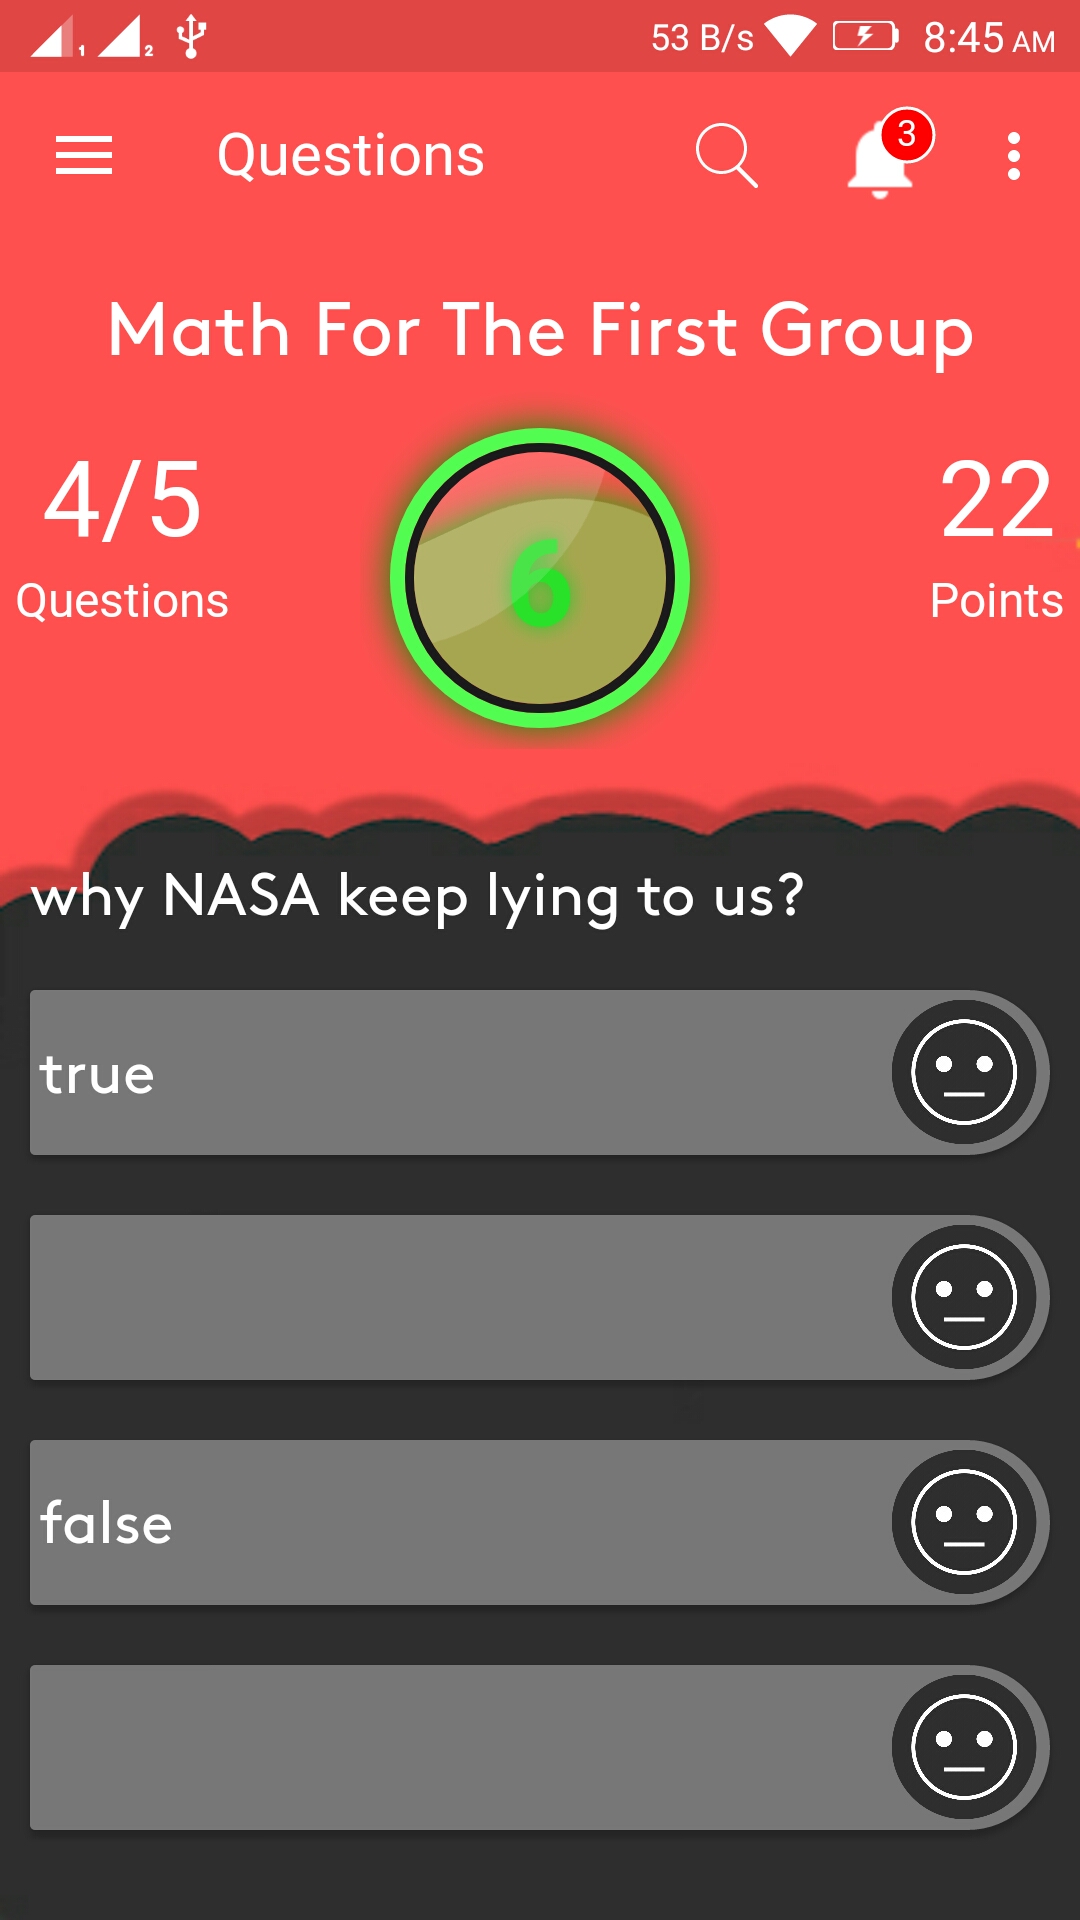 1 2 53 B/s 8:45 AM
Questions 3
Math For The First Group
4/5 6 22
Questions Points
why NASA keep lying to us?
true
false